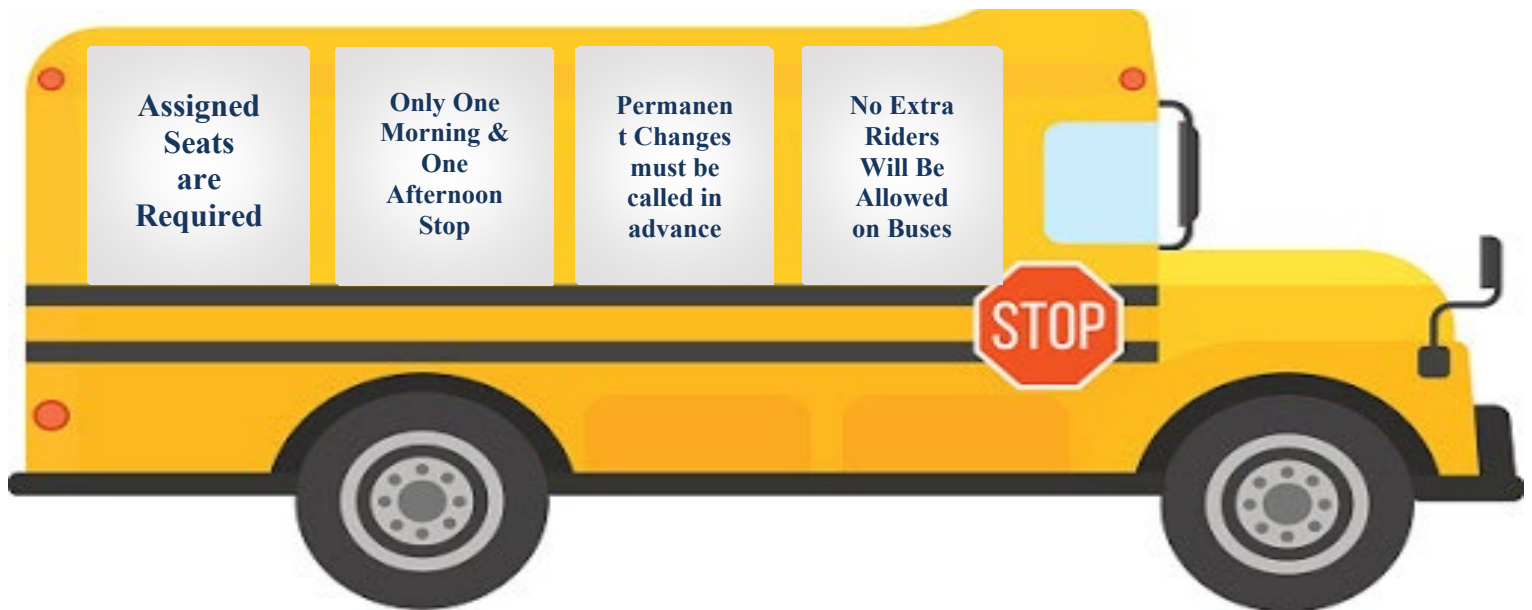 Assigned
Seats
are
Required
Only One
Morning &
One
Afternoon
Stop
Permanen
t Changes
must be
called in
advance
No Extra
Riders
Will Be
Allowed
on Buses
STOP